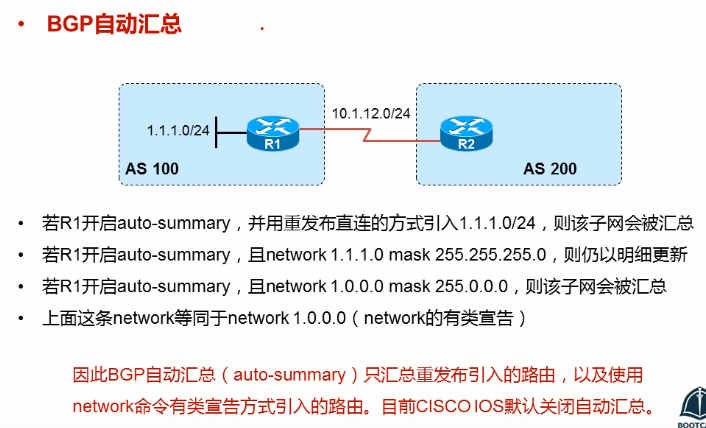 • BGP自动汇总
1.1.1.0/24
R1
10.1.12.0/24
R2
AS 100
AS 200
• 若R1开启auto-summary，并用重发布直连的方式引入1.1.1.0/24，则该子网会被汇总
• 若R1开启auto-summary，且network 1.1.1.0 mask 255.255.255.0，则仍以明细更新
• 若R1开启auto-summary，且network 1.0.0.0 mask 255.0.0.0，则该子网会被汇总
• 上面这条network等同于network 1.0.0.0（network的有类宣告）
因此BGP自动汇总（auto-summary）只汇总重发布引入的路由，以及使用
network命令有类宣告方式引入的路由。目前CISCO IOS默认关闭自动汇总。